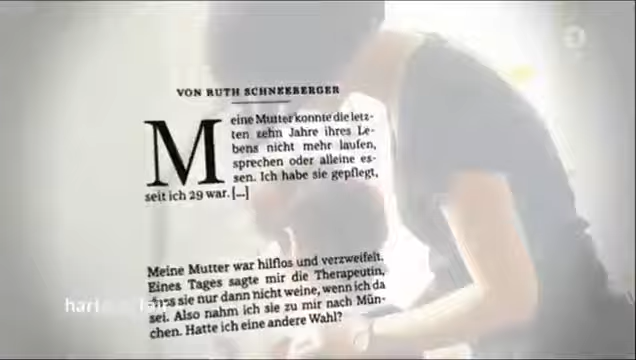 VON RUTH SCHNEEBERGER
Meine Mutter konnte die letz-
ten zehn Jahre ihres Le-
bens nicht mehr laufen,
sprechen oder alleine es-
sen. Ich habe sie gepflegt,
seit ich 29 war. [...]
Meine Mutter war hilflos und verzweifelt.
Eines Tages sagte mir die Therapeutin,
dass sie nur dann nicht weine, wenn ich da
sei. Also nahm ich sie zu mir nach Mün-
chen. Hatte ich eine andere Wahl?